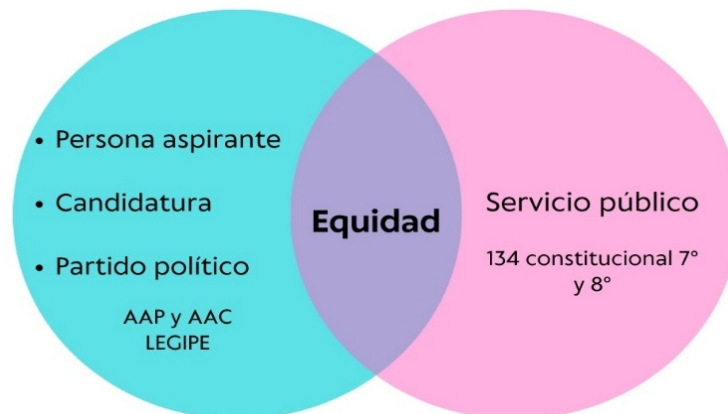 • Persona aspirante
• Candidatura
• Partido político
AAP y AAC
LEGIPE
Equidad
Servicio público
134 constitucional 7°
y 8°